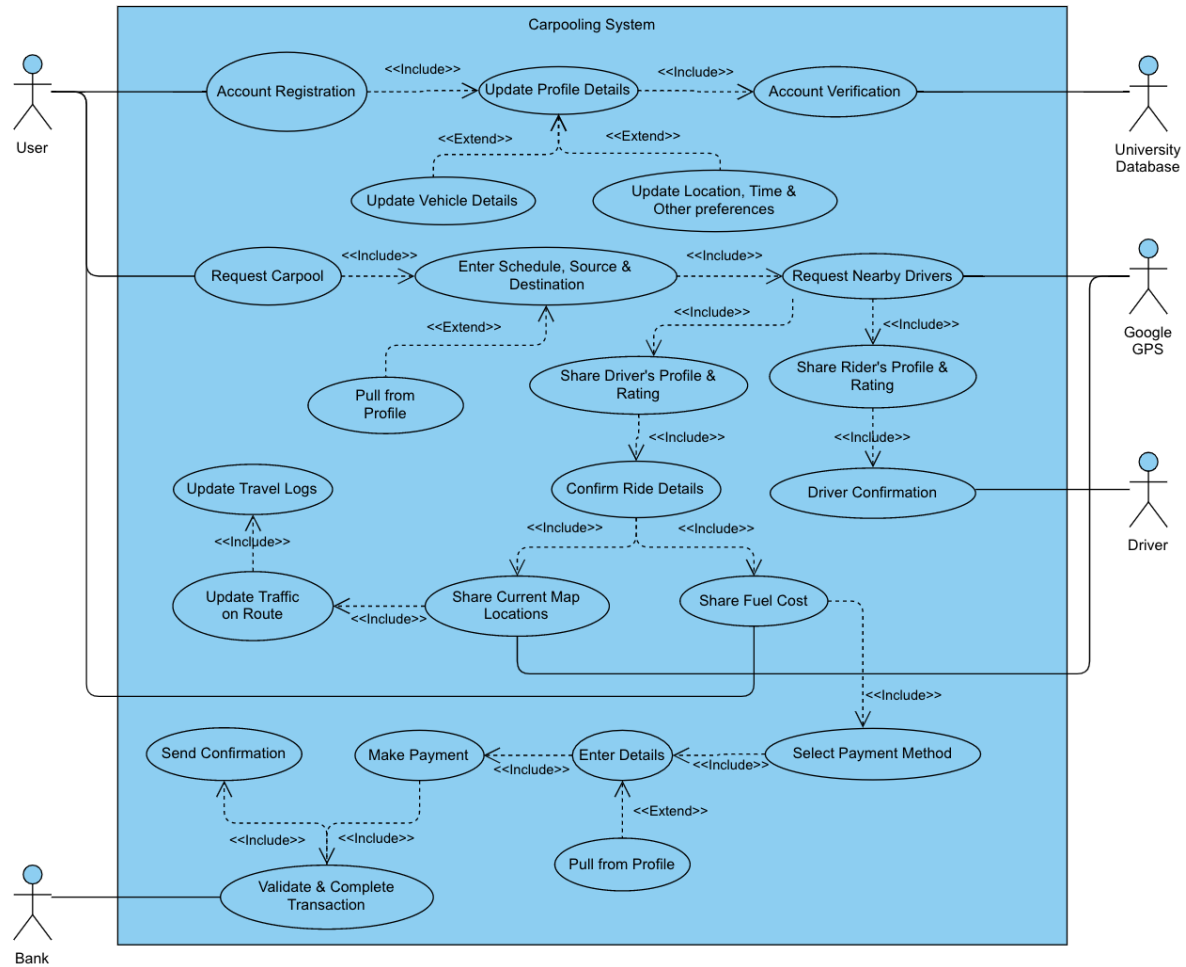 Carpooling System
User
Account Registration
<<Include>>
Update Profile Details
<<Include>>
Account Verification
University
Database
<<Extend>>
<<Extend>>
Update Vehicle Details
Update Location, Time &
Other preferences
Request Carpool
<<Include>>
Enter Schedule, Source &
Destination
<<Include>>
Request Nearby Drivers
Google
GPS
<<Extend>>
<<Include>>
<<Include>>
Pull from
Profile
Share Driver's Profile &
Rating
Share Rider's Profile &
Rating
<<Include>>
<<Include>>
Update Travel Logs
Confirm Ride Details
Driver Confirmation
Driver
<<Include>>
<<Include>>
<<Include>>
Update Traffic
on Route
<<Include>>
Share Current Map
Locations
Share Fuel Cost
<<Include>>
Send Confirmation
Make Payment
<<Include>>
Enter Details
<<Include>>
Select Payment Method
<<Include>>
<<Include>>
<<Extend>>
Pull from Profile
Validate & Complete
Transaction
Bank